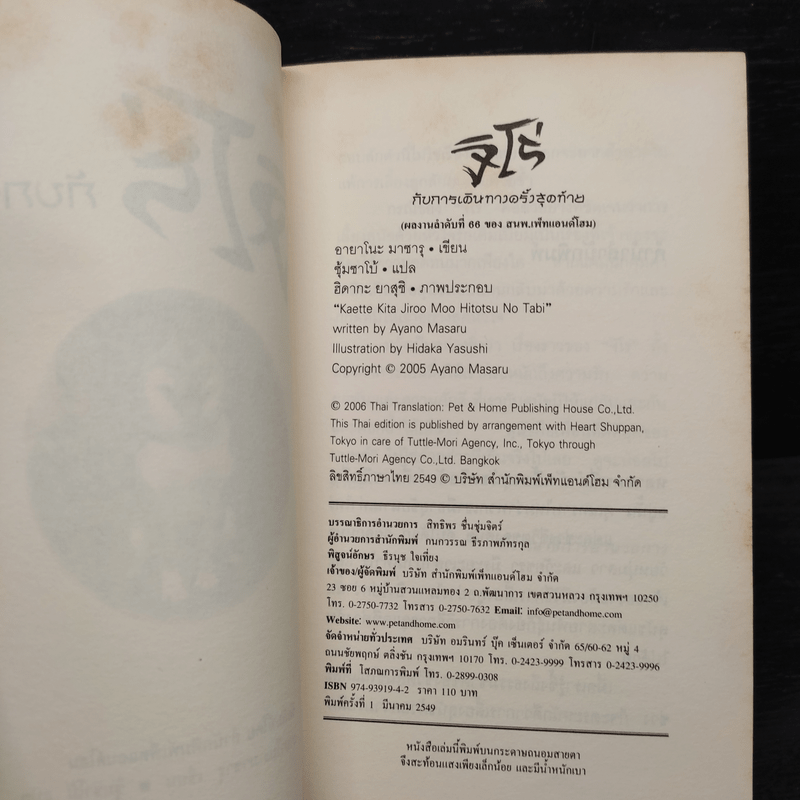 จิโร่
กับการเดินทางครั้งสุดท้าย
(ผลงานลำดับที่ 66 ของ สนพ.เพ็ทแอนด์โฮม)
อายาโนะ มาซารุ • เขียน
ซุ้มซาโบ้ • แปล
ฮิดากะ ยาสุชิ • ภาพประกอบ
“Kaette Kita Jiroo Moo Hitotsu No Tabi”
written by Ayano Masaru
Illustration by Hidaka Yasushi
Copyright © 2005 Ayano Masaru
© 2006 Thai Translation: Pet & Home Publishing House Co.,Ltd.
This Thai edition is published by arrangement with Heart Shuppan,
Tokyo in care of Tuttle-Mori Agency, Inc., Tokyo through
Tuttle-Mori Agency Co.,Ltd. Bangkok
ลิขสิทธิ์ภาษาไทย 2549 © บริษัท สำนักพิมพ์เพ็ทแอนด์โฮม จำกัด
บรรณาธิการอำนวยการ สิทธิพร ชื่นชุ่มจิตร์
ผู้อำนวยการสำนักพิมพ์ กนกวรรณ ธีรภาพภัทรกุล
พิสูจน์อักษร ธีรนุช ใจเที่ยง
เจ้าของ/ผู้จัดพิมพ์ บริษัท สำนักพิมพ์เพ็ทแอนด์โฮม จำกัด
23 ซอย 6 หมู่บ้านสวนแหลมทอง 2 ถ.พัฒนาการ เขตสวนหลวง กรุงเทพฯ 10250
โทร. 0-2750-7732 โทรสาร 0-2750-7632 Email: info@petandhome.com
Website: www.petandhome.com
จัดจำหน่ายทั่วประเทศ บริษัท อมรินทร์ บุ๊ค เซ็นเตอร์ จำกัด 65/60-62 หมู่ 4
ถนนชัยพฤกษ์ ตลิ่งชัน กรุงเทพฯ 10170 โทร. 0-2423-9999 โทรสาร 0-2423-9996
พิมพ์ที่ โสภณการพิมพ์ โทร. 0-2899-0308
ISBN 974-93919-4-2 ราคา 110 บาท
พิมพ์ครั้งที่ 1 มีนาคม 2549
หนังสือเล่มนี้พิมพ์บนกระดาษถนอมสายตา
จึงสะท้อนแสงเพียงเล็กน้อย และมีน้ำหนักเบา